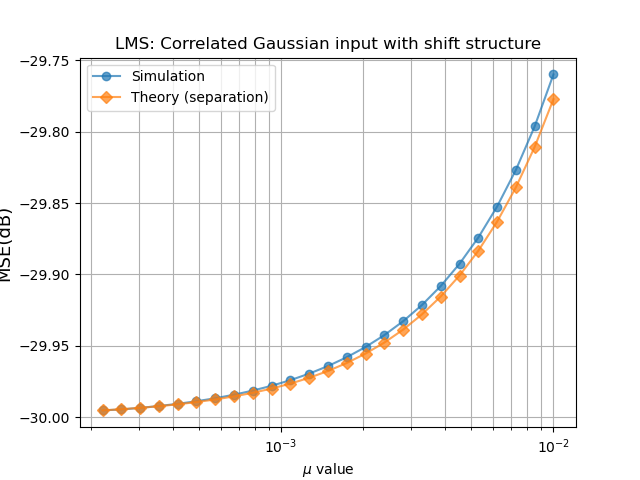 LMS: Correlated Gaussian input with shift structure
Simulation
Theory (separation)
MSE(dB)
−29.75
−29.80
−29.85
−29.90
−29.95
−30.00
10⁻³
10⁻²
μ value